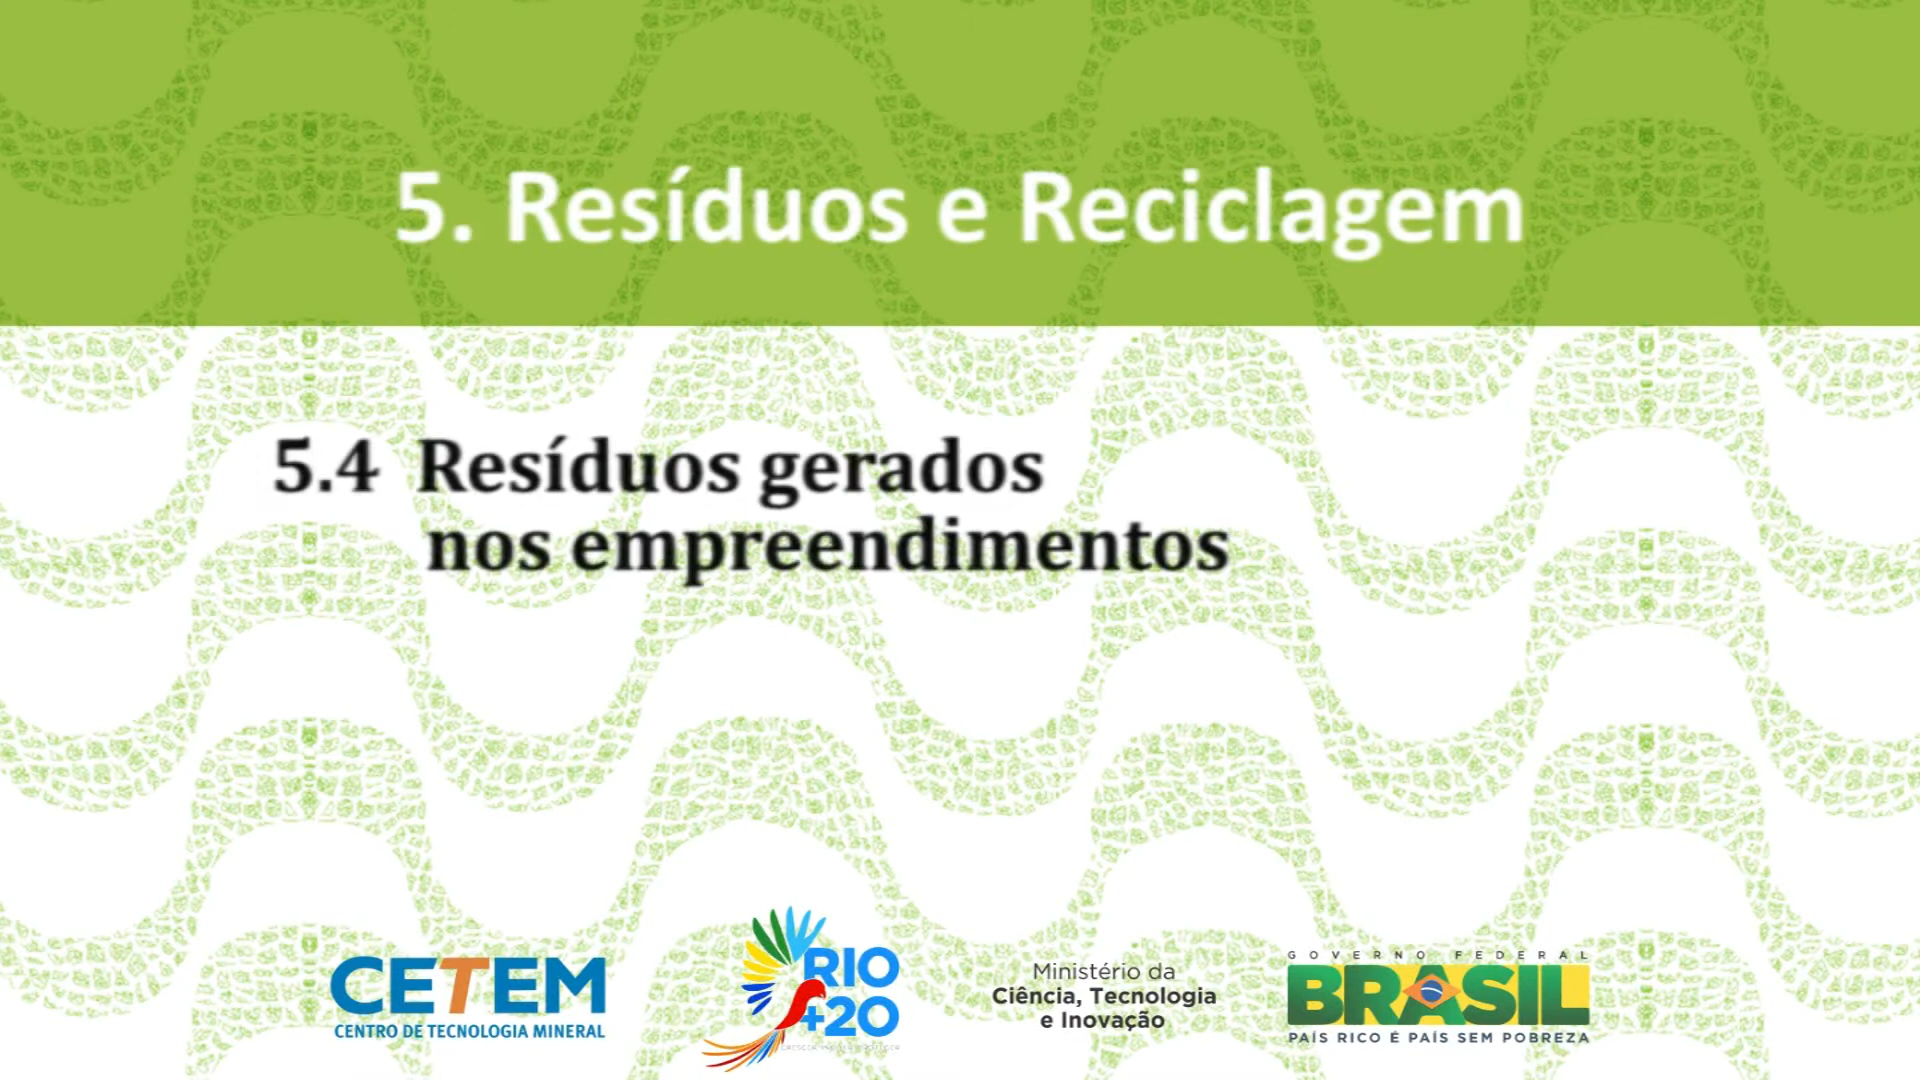 5. Resíduos e Reciclagem
5.4 Resíduos gerados
nos empreendimentos
CETEM
CENTRO DE TECNOLOGIA MINERAL
RIO
+20
Ministério da
Ciência, Tecnologia
e Inovação
GOVERNO FEDERAL
BRASIL
PAÍS RICO É PAÍS SEM POBREZA